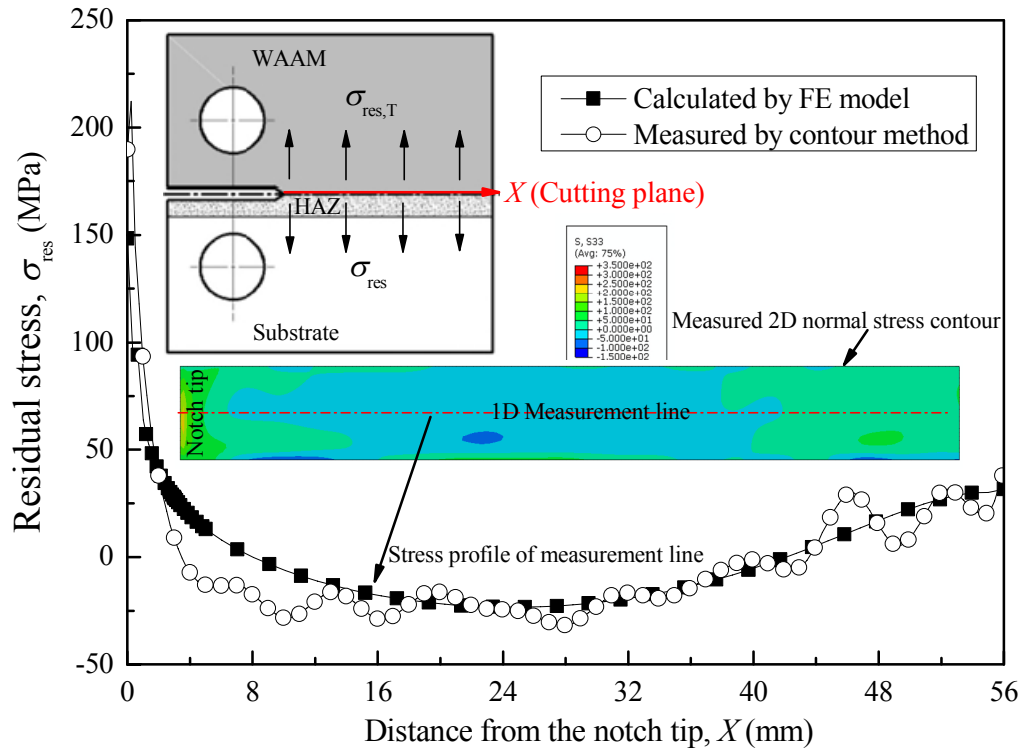 250
200
150
100
50
0
-50
Residual stress, σres (MPa)
WAAM
σres,T
X (Cutting plane)
HAZ
σres
Substrate
Calculated by FE model
Measured by contour method
S, S33
(Avg: 75%)
+3.500e+02
+3.000e+02
+2.500e+02
+2.000e+02
+1.500e+02
+1.000e+02
+5.000e+01
+0.000e+00
-5.000e+01
-1.000e+02
-1.500e+02
Measured 2D normal stress contour
Notch tip
1D Measurement line
Stress profile of measurement line
0 8 16 24 32 40 48 56
Distance from the notch tip, X (mm)